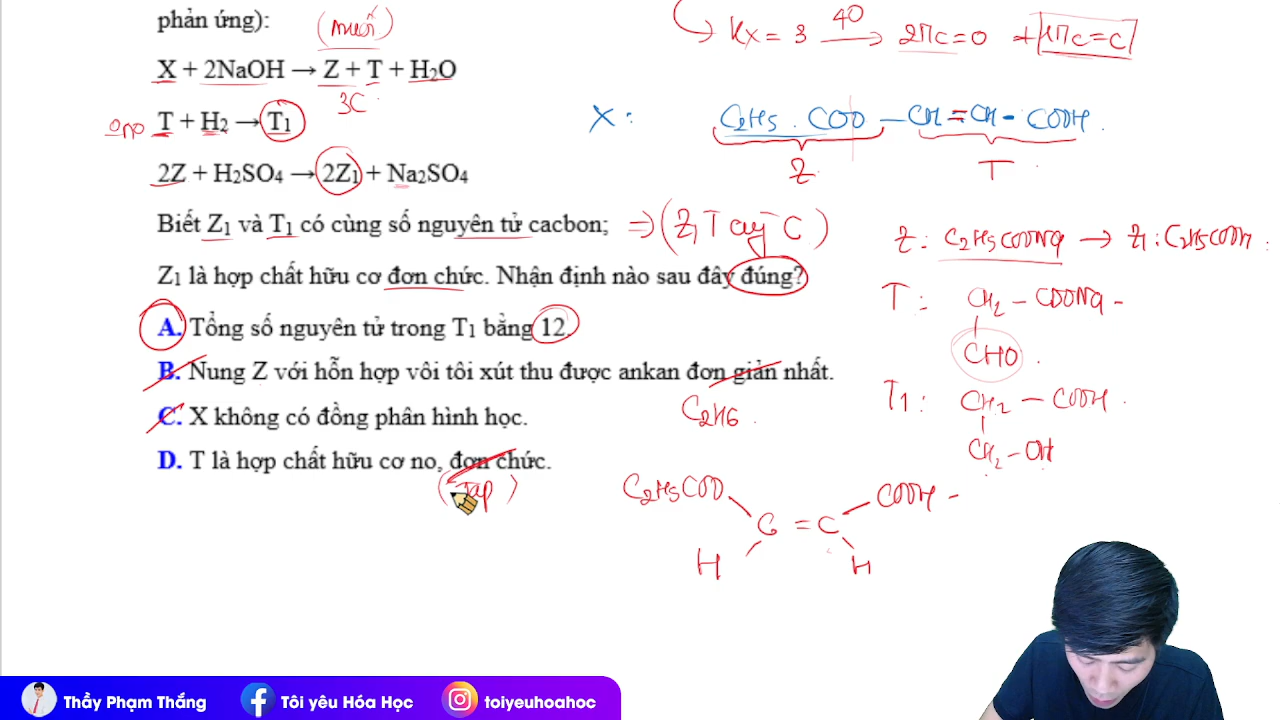 phản ứng):
(muối)
X + 2NaOH → Z + T + H₂O
3C
T + H₂ → T₁
2Z + H₂SO₄ → 2Z₁ + Na₂SO₄
Biết Z₁ và T₁ có cùng số nguyên tử cacbon;
Z₁ là hợp chất hữu cơ đơn chức. Nhận định nào sau đây đúng?
A. Tổng số nguyên tử trong T₁ bằng 12.
B. Nung Z với hỗn hợp vôi tôi xút thu được ankan đơn giản nhất.
C. X không có đồng phân hình học.
D. T là hợp chất hữu cơ no, đơn chức.
(Tạp)
kx = 3 4O → 2πc=O + 1πc=c
X: C₂H₅.COO – CH = CH - COOH.
Z T
⇒ (Z, T cùng C)
Z: C₂H₅COONa → Z₁: C₂H₅COOH.
T: CH₂ – COONa
CHO.
T₁: CH₂ – COOH.
CH₂ – OH
C₂H₆.
C₂H₅COO COOH
C = C
H H
Thầy Phạm Thắng
Tôi yêu Hóa Học
toiyeuhoahoc